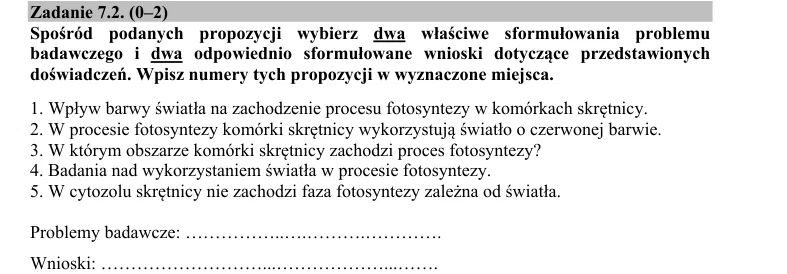 Zadanie 7.2. (0–2)
Spośród podanych propozycji wybierz dwa właściwe sformułowania problemu
badawczego i dwa odpowiednio sformułowane wnioski dotyczące przedstawionych
doświadczeń. Wpisz numery tych propozycji w wyznaczone miejsca.
1. Wpływ barwy światła na zachodzenie procesu fotosyntezy w komórkach skrętnicy.
2. W procesie fotosyntezy komórki skrętnicy wykorzystują światło o czerwonej barwie.
3. W którym obszarze komórki skrętnicy zachodzi proces fotosyntezy?
4. Badania nad wykorzystaniem światła w procesie fotosyntezy.
5. W cytozolu skrętnicy nie zachodzi faza fotosyntezy zależna od światła.
Problemy badawcze: ……………..…..……….………….
Wnioski: ………………………...………………...…….